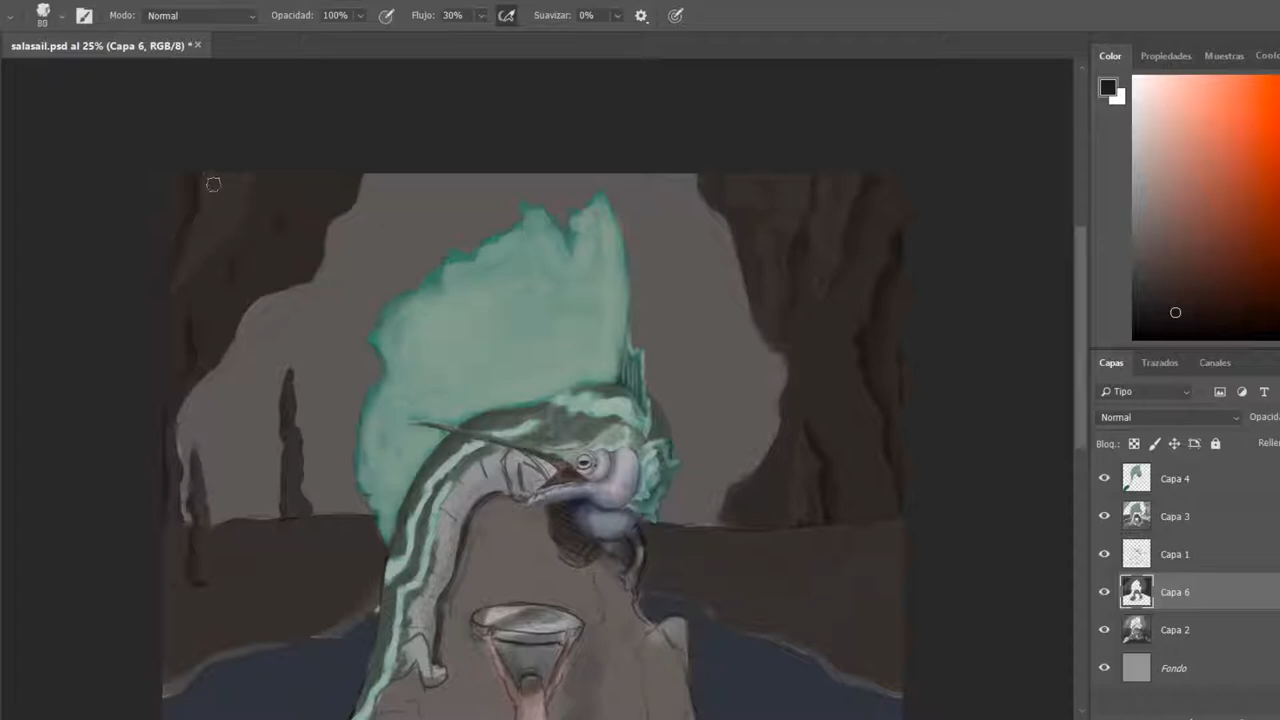 88 Modo: Normal Opacidad: 100% Flujo: 30% Suavizar: 0%
salasail.psd al 25% (Capa 6, RGB/8) *
Color Propiedades Muestras
Capas Trazados Canales
Tipo
Normal
Bloq.:
Capa 4
Capa 3
Capa 1
Capa 6
Capa 2
Fondo